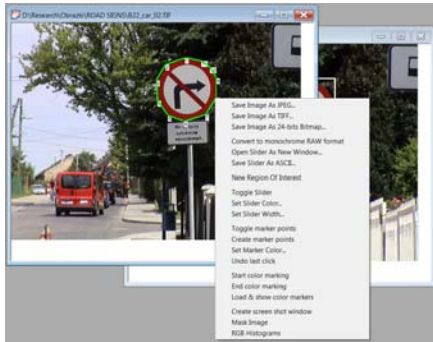 D:\Research\Obrazki\ROAD SIGNS\B22_car_02.TIF
Save Image As JPEG...
Save Image As TIFF...
Save Image As 24-bits Bitmap...
Convert to monochrome RAW format
Open Slider As New Window...
Save Slider As ASCII...
New Region Of Interest
Toggle Slider
Set Slider Color...
Set Slider Width...
Toggle marker points
Create marker points
Set Marker Color...
Undo last click
Start color marking
End color marking
Load & show color markers
Create screen shot window
Mask Image
RGB Histograms